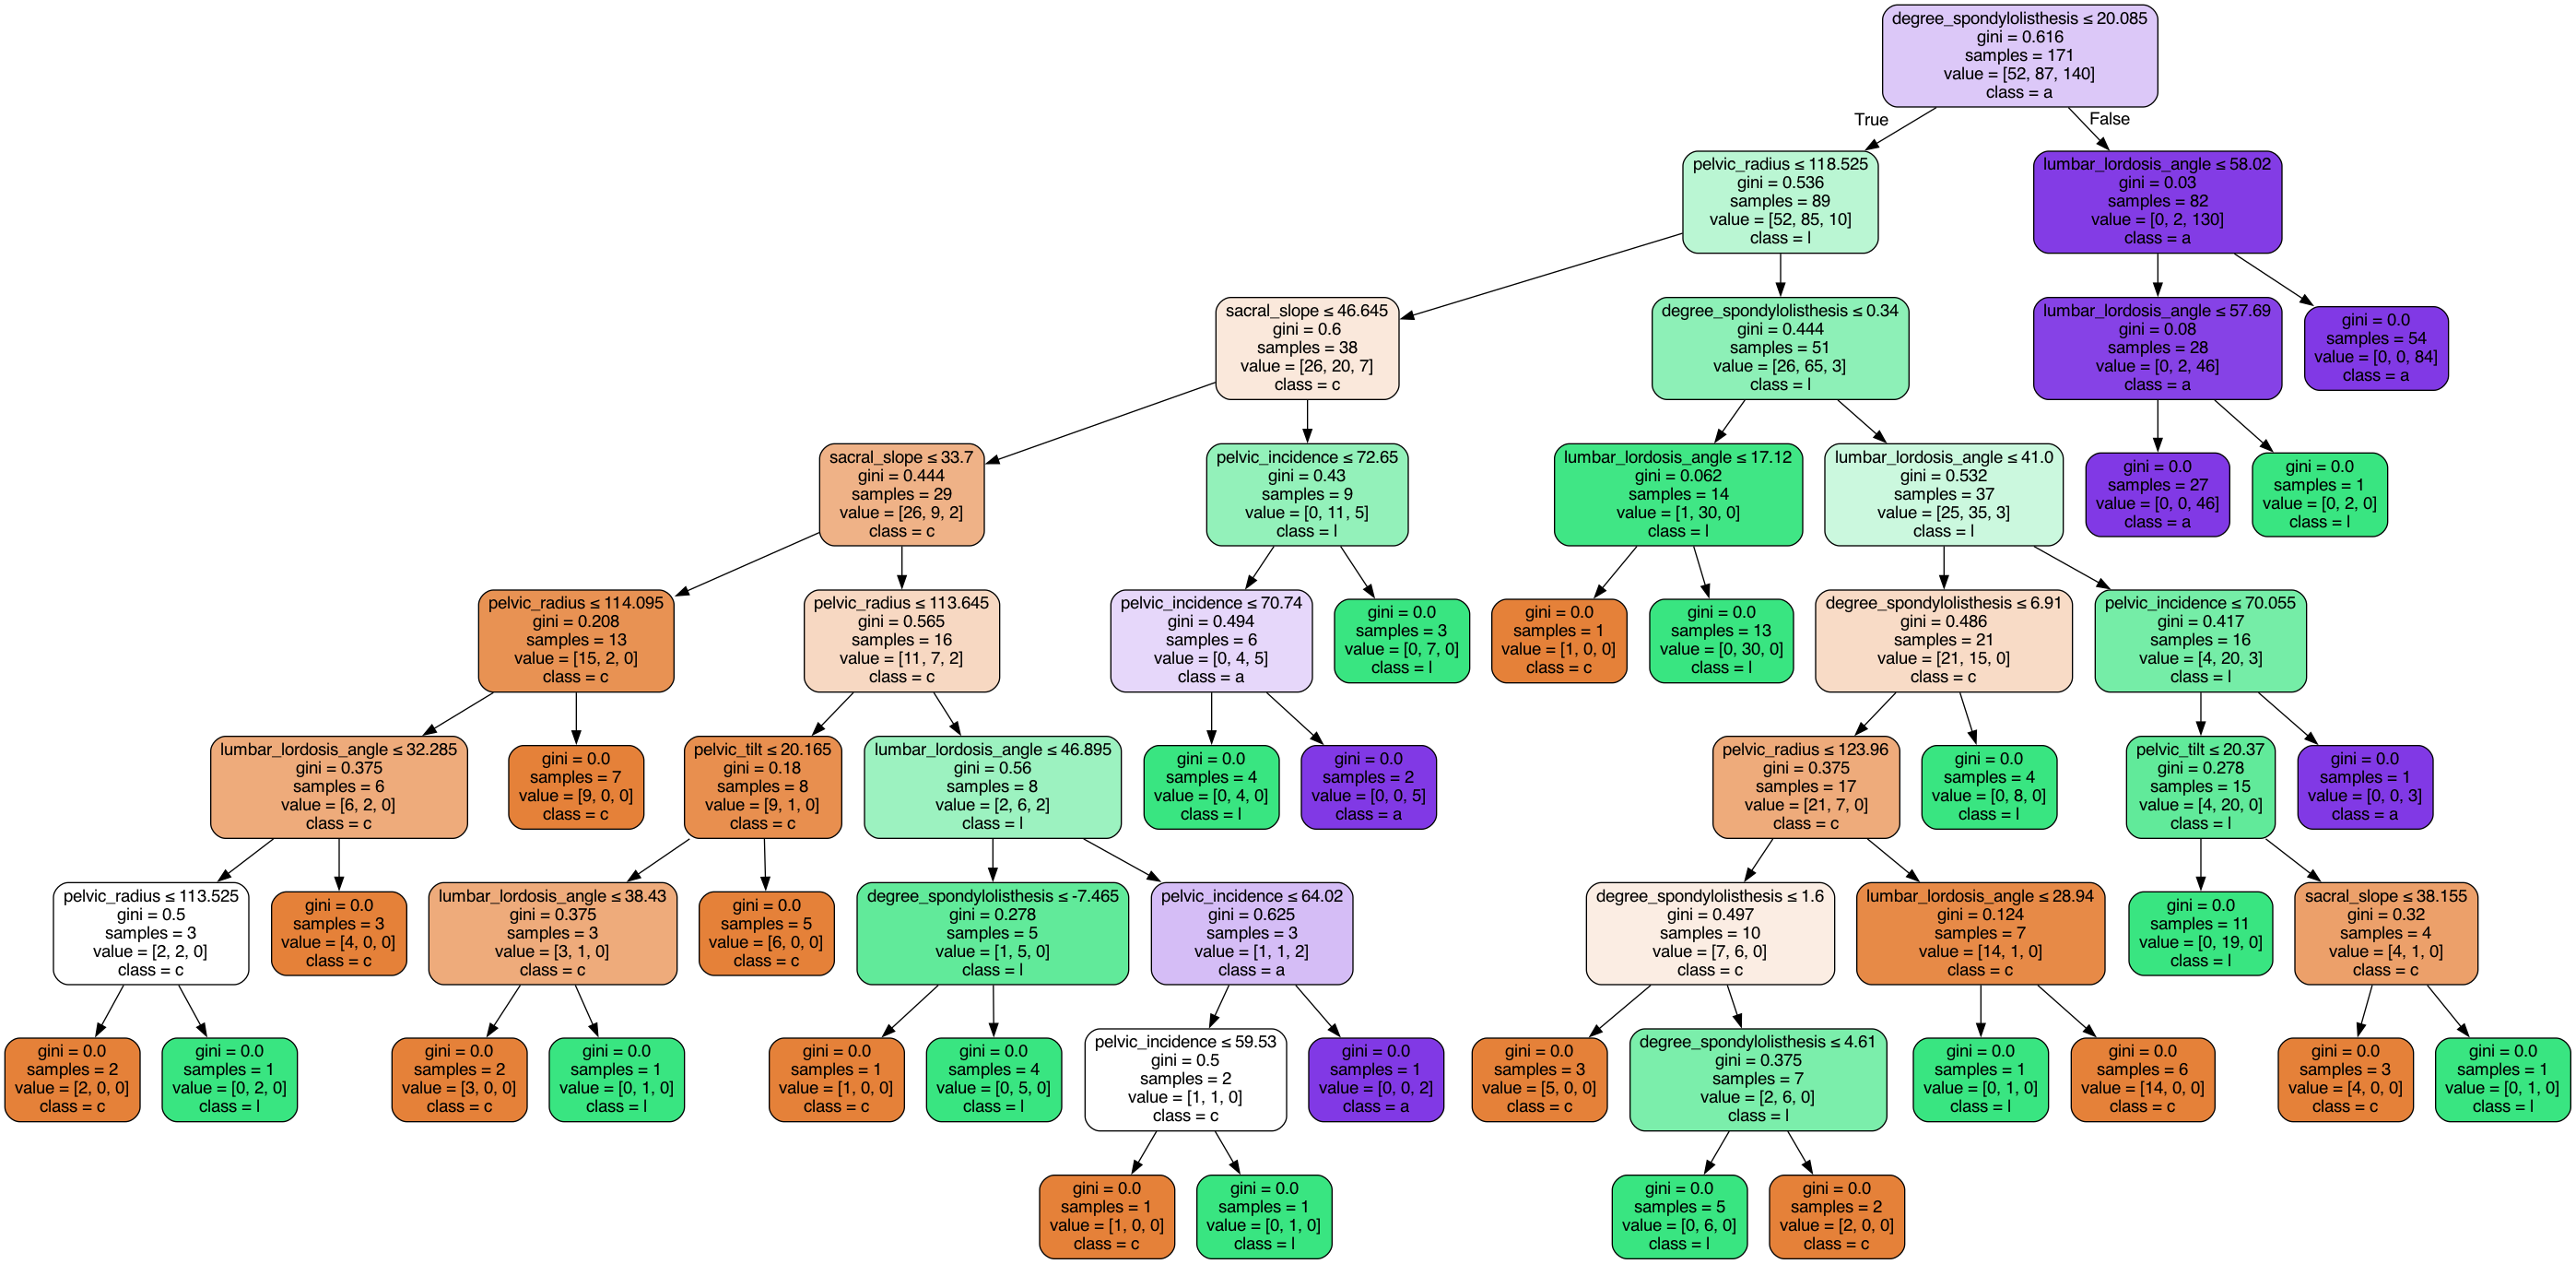 degree_spondylolisthesis ≤ 20.085
gini = 0.616
samples = 171
value = [52, 87, 140]
class = a
True
False
pelvic_radius ≤ 118.525
gini = 0.536
samples = 89
value = [52, 85, 10]
class = l
lumbar_lordosis_angle ≤ 58.02
gini = 0.03
samples = 82
value = [0, 2, 130]
class = a
sacral_slope ≤ 46.645
gini = 0.6
samples = 38
value = [26, 20, 7]
class = c
degree_spondylolisthesis ≤ 0.34
gini = 0.444
samples = 51
value = [26, 65, 3]
class = l
lumbar_lordosis_angle ≤ 57.69
gini = 0.08
samples = 28
value = [0, 2, 46]
class = a
gini = 0.0
samples = 54
value = [0, 0, 84]
class = a
sacral_slope ≤ 33.7
gini = 0.444
samples = 29
value = [26, 9, 2]
class = c
pelvic_incidence ≤ 72.65
gini = 0.43
samples = 9
value = [0, 11, 5]
class = l
lumbar_lordosis_angle ≤ 17.12
gini = 0.062
samples = 14
value = [1, 30, 0]
class = l
lumbar_lordosis_angle ≤ 41.0
gini = 0.532
samples = 37
value = [25, 35, 3]
class = l
gini = 0.0
samples = 27
value = [0, 0, 46]
class = a
gini = 0.0
samples = 1
value = [0, 2, 0]
class = l
pelvic_radius ≤ 114.095
gini = 0.208
samples = 13
value = [15, 2, 0]
class = c
pelvic_radius ≤ 113.645
gini = 0.565
samples = 16
value = [11, 7, 2]
class = c
pelvic_incidence ≤ 70.74
gini = 0.494
samples = 6
value = [0, 4, 5]
class = a
gini = 0.0
samples = 3
value = [0, 7, 0]
class = l
gini = 0.0
samples = 1
value = [1, 0, 0]
class = c
gini = 0.0
samples = 13
value = [0, 30, 0]
class = l
degree_spondylolisthesis ≤ 6.91
gini = 0.486
samples = 21
value = [21, 15, 0]
class = c
pelvic_incidence ≤ 70.055
gini = 0.417
samples = 16
value = [4, 20, 3]
class = l
lumbar_lordosis_angle ≤ 32.285
gini = 0.375
samples = 6
value = [6, 2, 0]
class = c
gini = 0.0
samples = 7
value = [9, 0, 0]
class = c
pelvic_tilt ≤ 20.165
gini = 0.18
samples = 8
value = [9, 1, 0]
class = c
lumbar_lordosis_angle ≤ 46.895
gini = 0.56
samples = 8
value = [2, 6, 2]
class = l
gini = 0.0
samples = 4
value = [0, 4, 0]
class = l
gini = 0.0
samples = 2
value = [0, 0, 5]
class = a
pelvic_radius ≤ 123.96
gini = 0.375
samples = 17
value = [21, 7, 0]
class = c
gini = 0.0
samples = 4
value = [0, 8, 0]
class = l
pelvic_tilt ≤ 20.37
gini = 0.278
samples = 15
value = [4, 20, 0]
class = l
gini = 0.0
samples = 1
value = [0, 0, 3]
class = a
pelvic_radius ≤ 113.525
gini = 0.5
samples = 3
value = [2, 2, 0]
class = c
gini = 0.0
samples = 3
value = [4, 0, 0]
class = c
lumbar_lordosis_angle ≤ 38.43
gini = 0.375
samples = 3
value = [3, 1, 0]
class = c
gini = 0.0
samples = 5
value = [6, 0, 0]
class = c
degree_spondylolisthesis ≤ -7.465
gini = 0.278
samples = 5
value = [1, 5, 0]
class = l
pelvic_incidence ≤ 64.02
gini = 0.625
samples = 3
value = [1, 1, 2]
class = a
degree_spondylolisthesis ≤ 1.6
gini = 0.497
samples = 10
value = [7, 6, 0]
class = c
lumbar_lordosis_angle ≤ 28.94
gini = 0.124
samples = 7
value = [14, 1, 0]
class = c
gini = 0.0
samples = 11
value = [0, 19, 0]
class = l
sacral_slope ≤ 38.155
gini = 0.32
samples = 4
value = [4, 1, 0]
class = c
gini = 0.0
samples = 2
value = [2, 0, 0]
class = c
gini = 0.0
samples = 1
value = [0, 2, 0]
class = l
gini = 0.0
samples = 2
value = [3, 0, 0]
class = c
gini = 0.0
samples = 1
value = [0, 1, 0]
class = l
gini = 0.0
samples = 1
value = [1, 0, 0]
class = c
gini = 0.0
samples = 4
value = [0, 5, 0]
class = l
pelvic_incidence ≤ 59.53
gini = 0.5
samples = 2
value = [1, 1, 0]
class = c
gini = 0.0
samples = 1
value = [0, 0, 2]
class = a
gini = 0.0
samples = 3
value = [5, 0, 0]
class = c
degree_spondylolisthesis ≤ 4.61
gini = 0.375
samples = 7
value = [2, 6, 0]
class = l
gini = 0.0
samples = 1
value = [0, 1, 0]
class = l
gini = 0.0
samples = 6
value = [14, 0, 0]
class = c
gini = 0.0
samples = 3
value = [4, 0, 0]
class = c
gini = 0.0
samples = 1
value = [0, 1, 0]
class = l
gini = 0.0
samples = 1
value = [1, 0, 0]
class = c
gini = 0.0
samples = 1
value = [0, 1, 0]
class = l
gini = 0.0
samples = 5
value = [0, 6, 0]
class = l
gini = 0.0
samples = 2
value = [2, 0, 0]
class = c